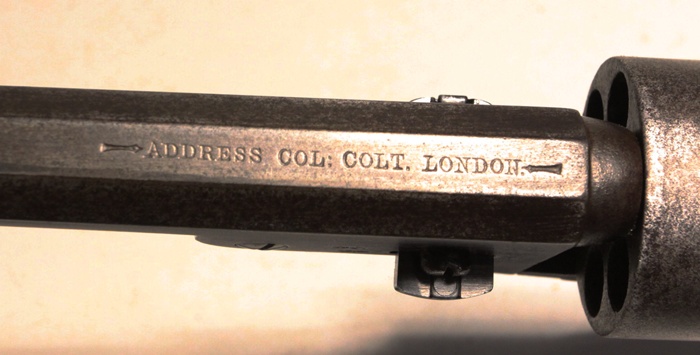 ADDRESS COL: COLT. LONDON.